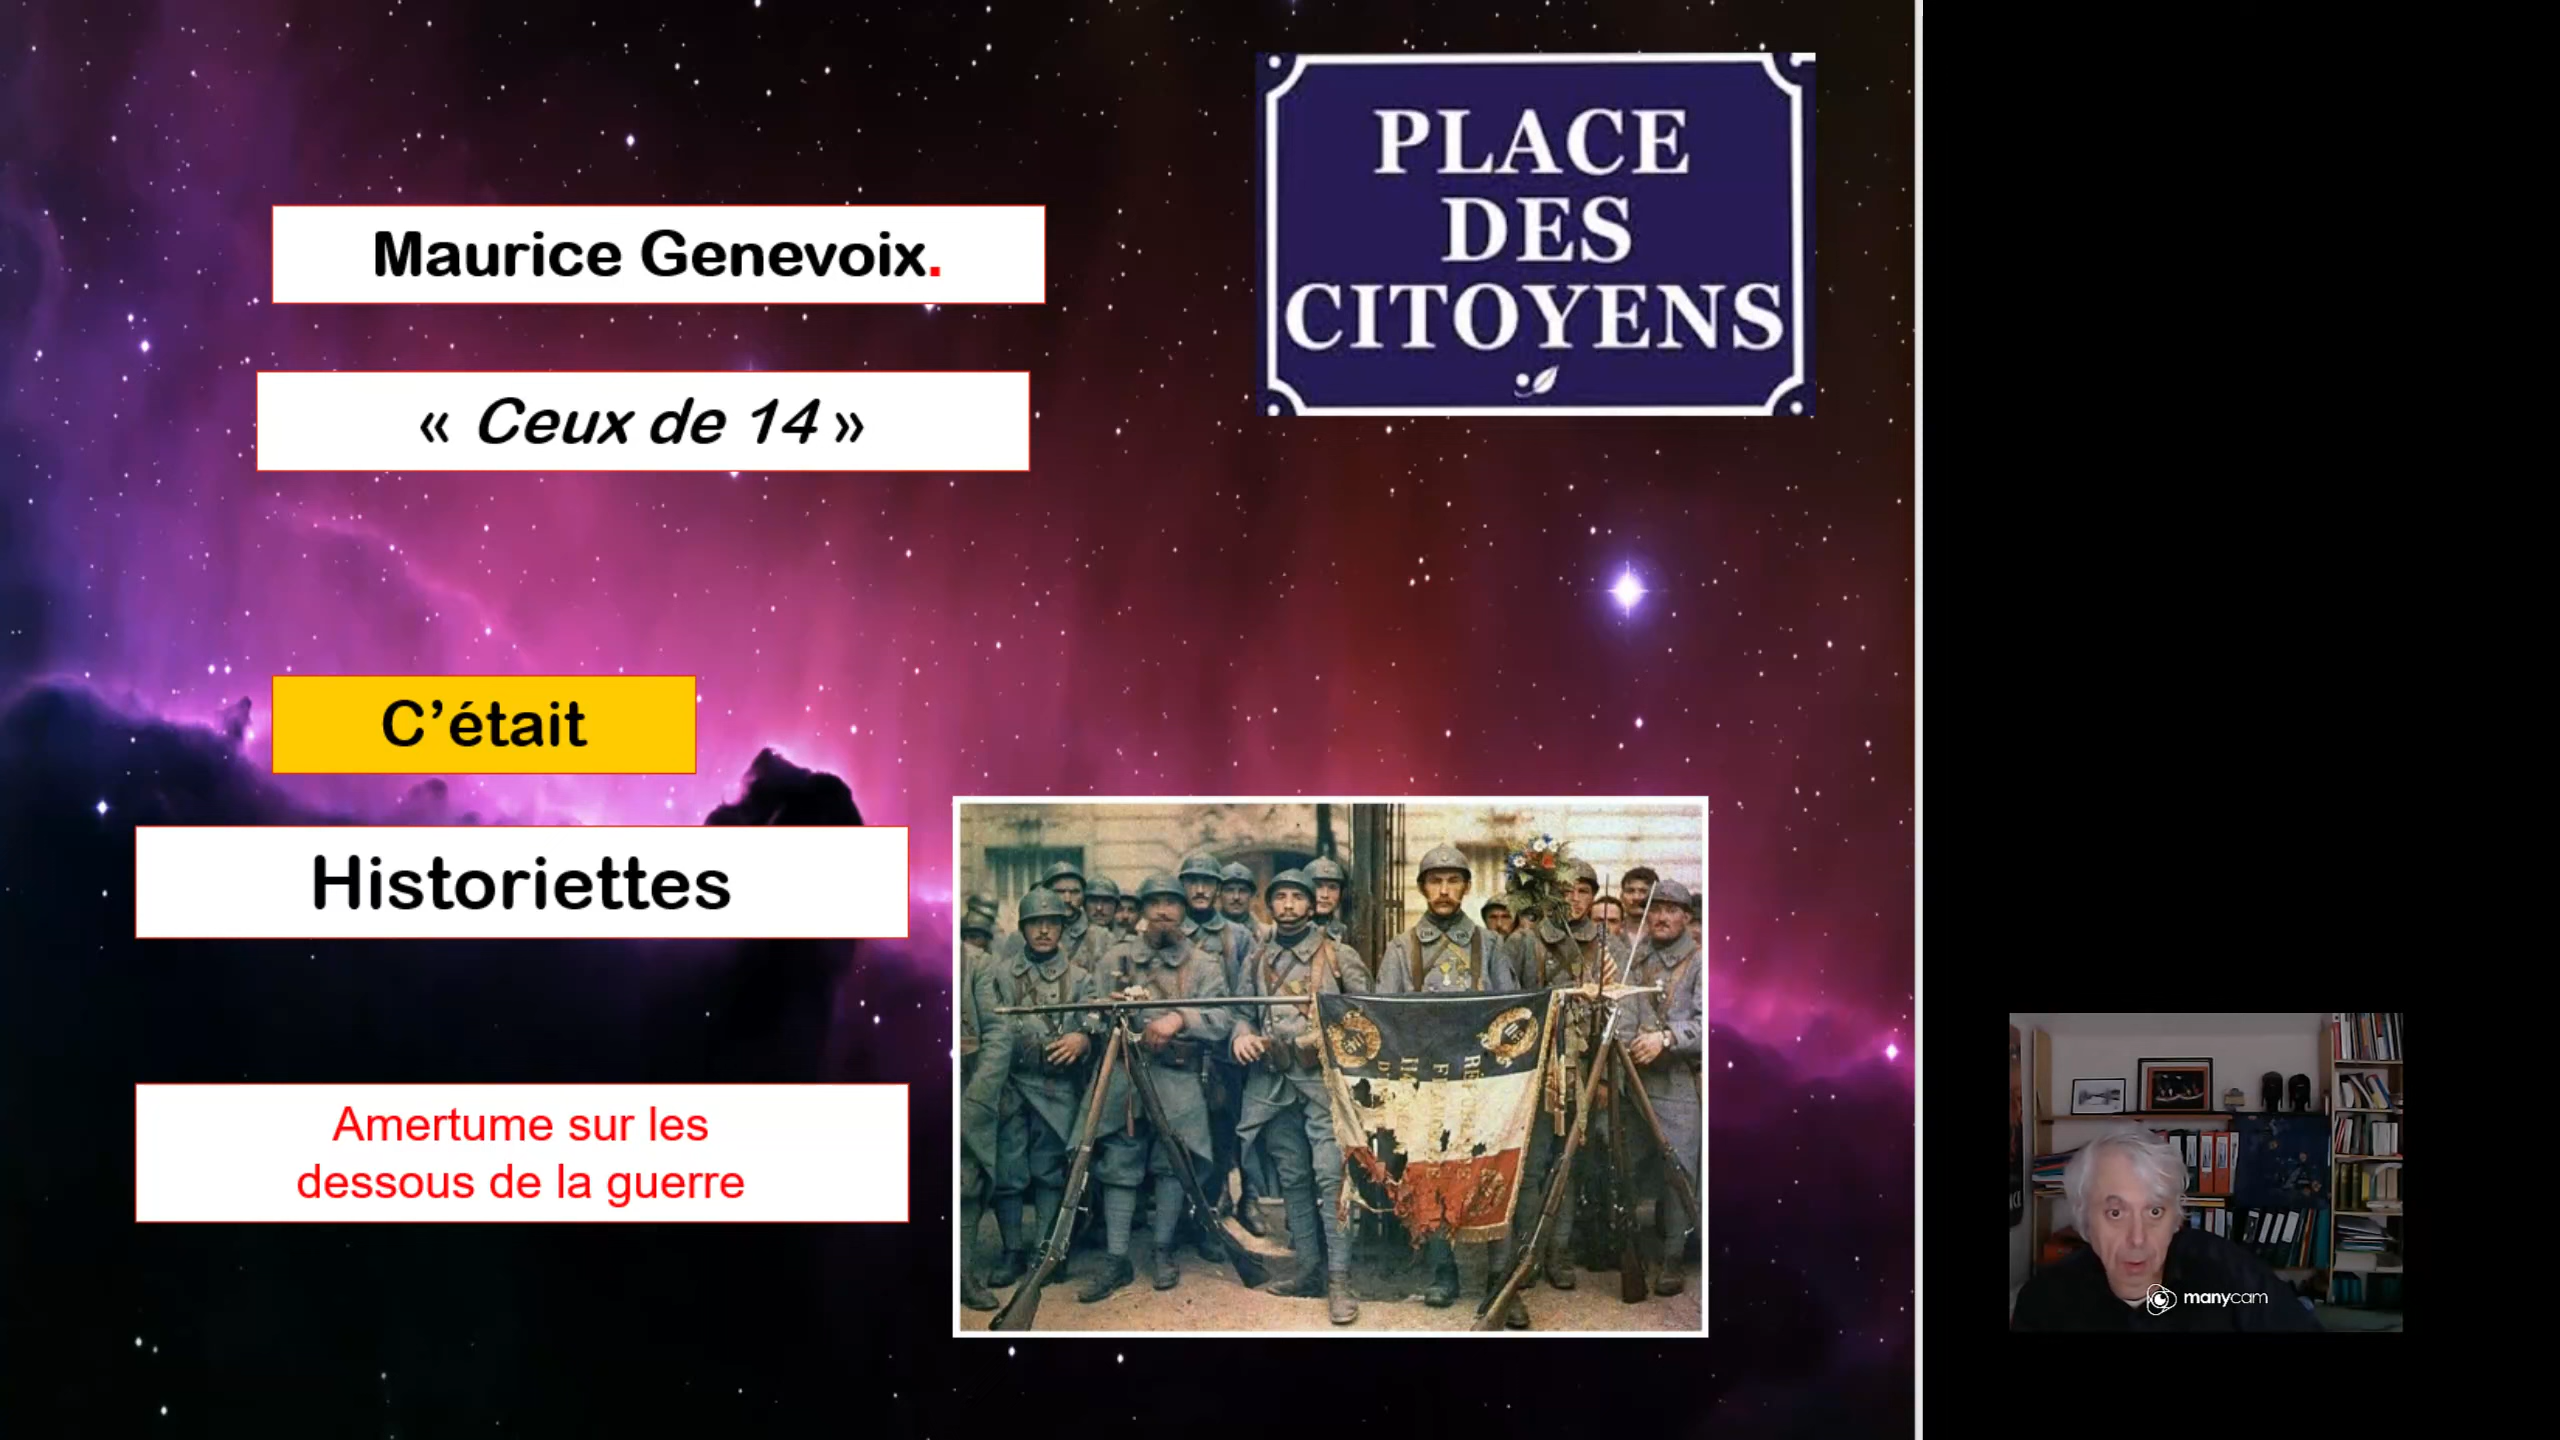 Maurice Genevoix.
« Ceux de 14 »
PLACE
DES
CITOYENS
C’était
Historiettes
Amertume sur les
dessous de la guerre
manycam